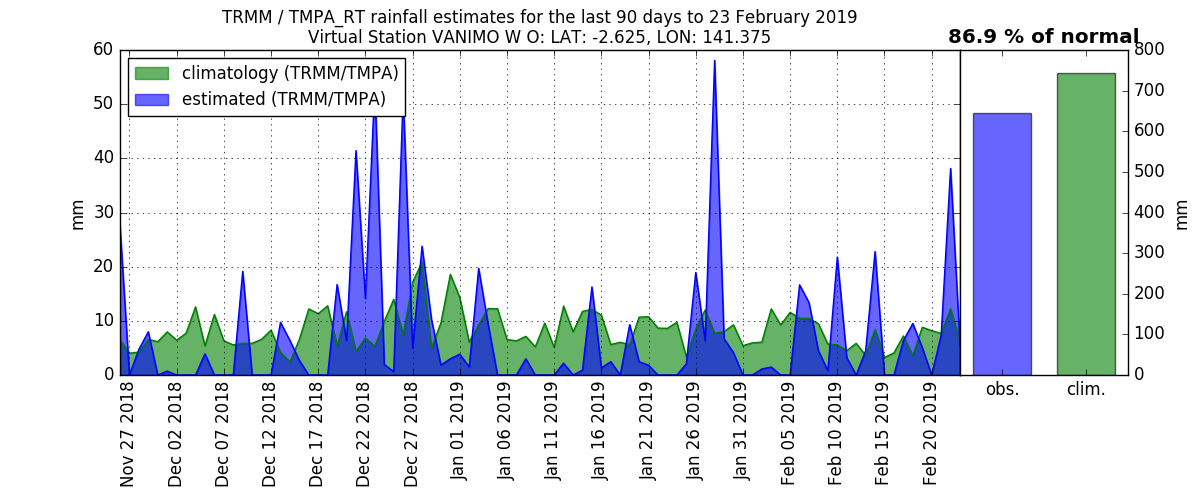 TRMM / TMPA_RT rainfall estimates for the last 90 days to 23 February 2019
Virtual Station VANIMO W O: LAT: -2.625, LON: 141.375
86.9 % of normal
climatology (TRMM/TMPA)
estimated (TRMM/TMPA)
60
50
40
30
20
10
0
mm
Nov 27 2018
Dec 02 2018
Dec 07 2018
Dec 12 2018
Dec 17 2018
Dec 22 2018
Dec 27 2018
Jan 01 2019
Jan 06 2019
Jan 11 2019
Jan 16 2019
Jan 21 2019
Jan 26 2019
Jan 31 2019
Feb 05 2019
Feb 10 2019
Feb 15 2019
Feb 20 2019
obs.
clim.
800
700
600
500
400
300
200
100
0
mm